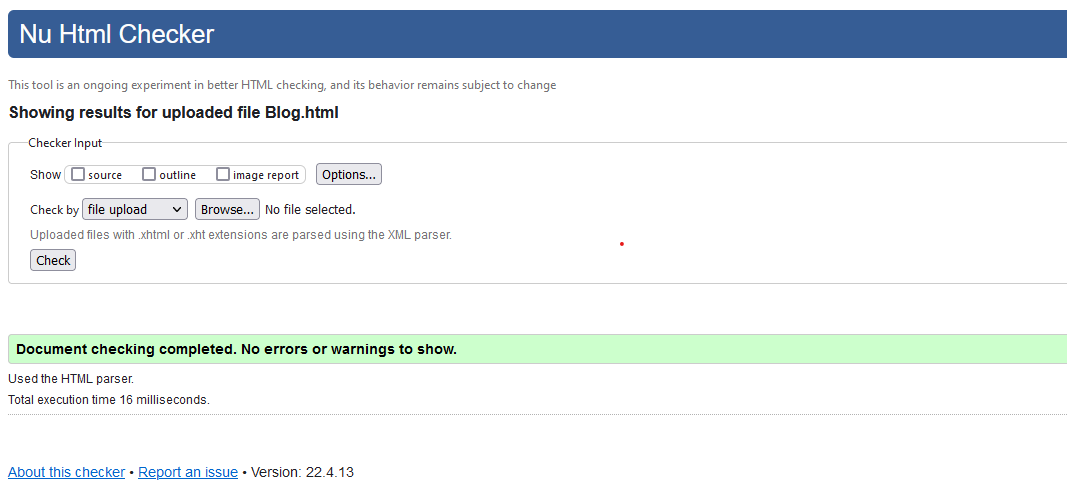 Nu Html Checker
This tool is an ongoing experiment in better HTML checking, and its behavior remains subject to change
Showing results for uploaded file Blog.html
Checker Input
Show source outline image report Options...
Check by file upload Browse... No file selected.
Uploaded files with .xhtml or .xht extensions are parsed using the XML parser.
Check
Document checking completed. No errors or warnings to show.
Used the HTML parser.
Total execution time 16 milliseconds.
About this checker • Report an issue • Version: 22.4.13